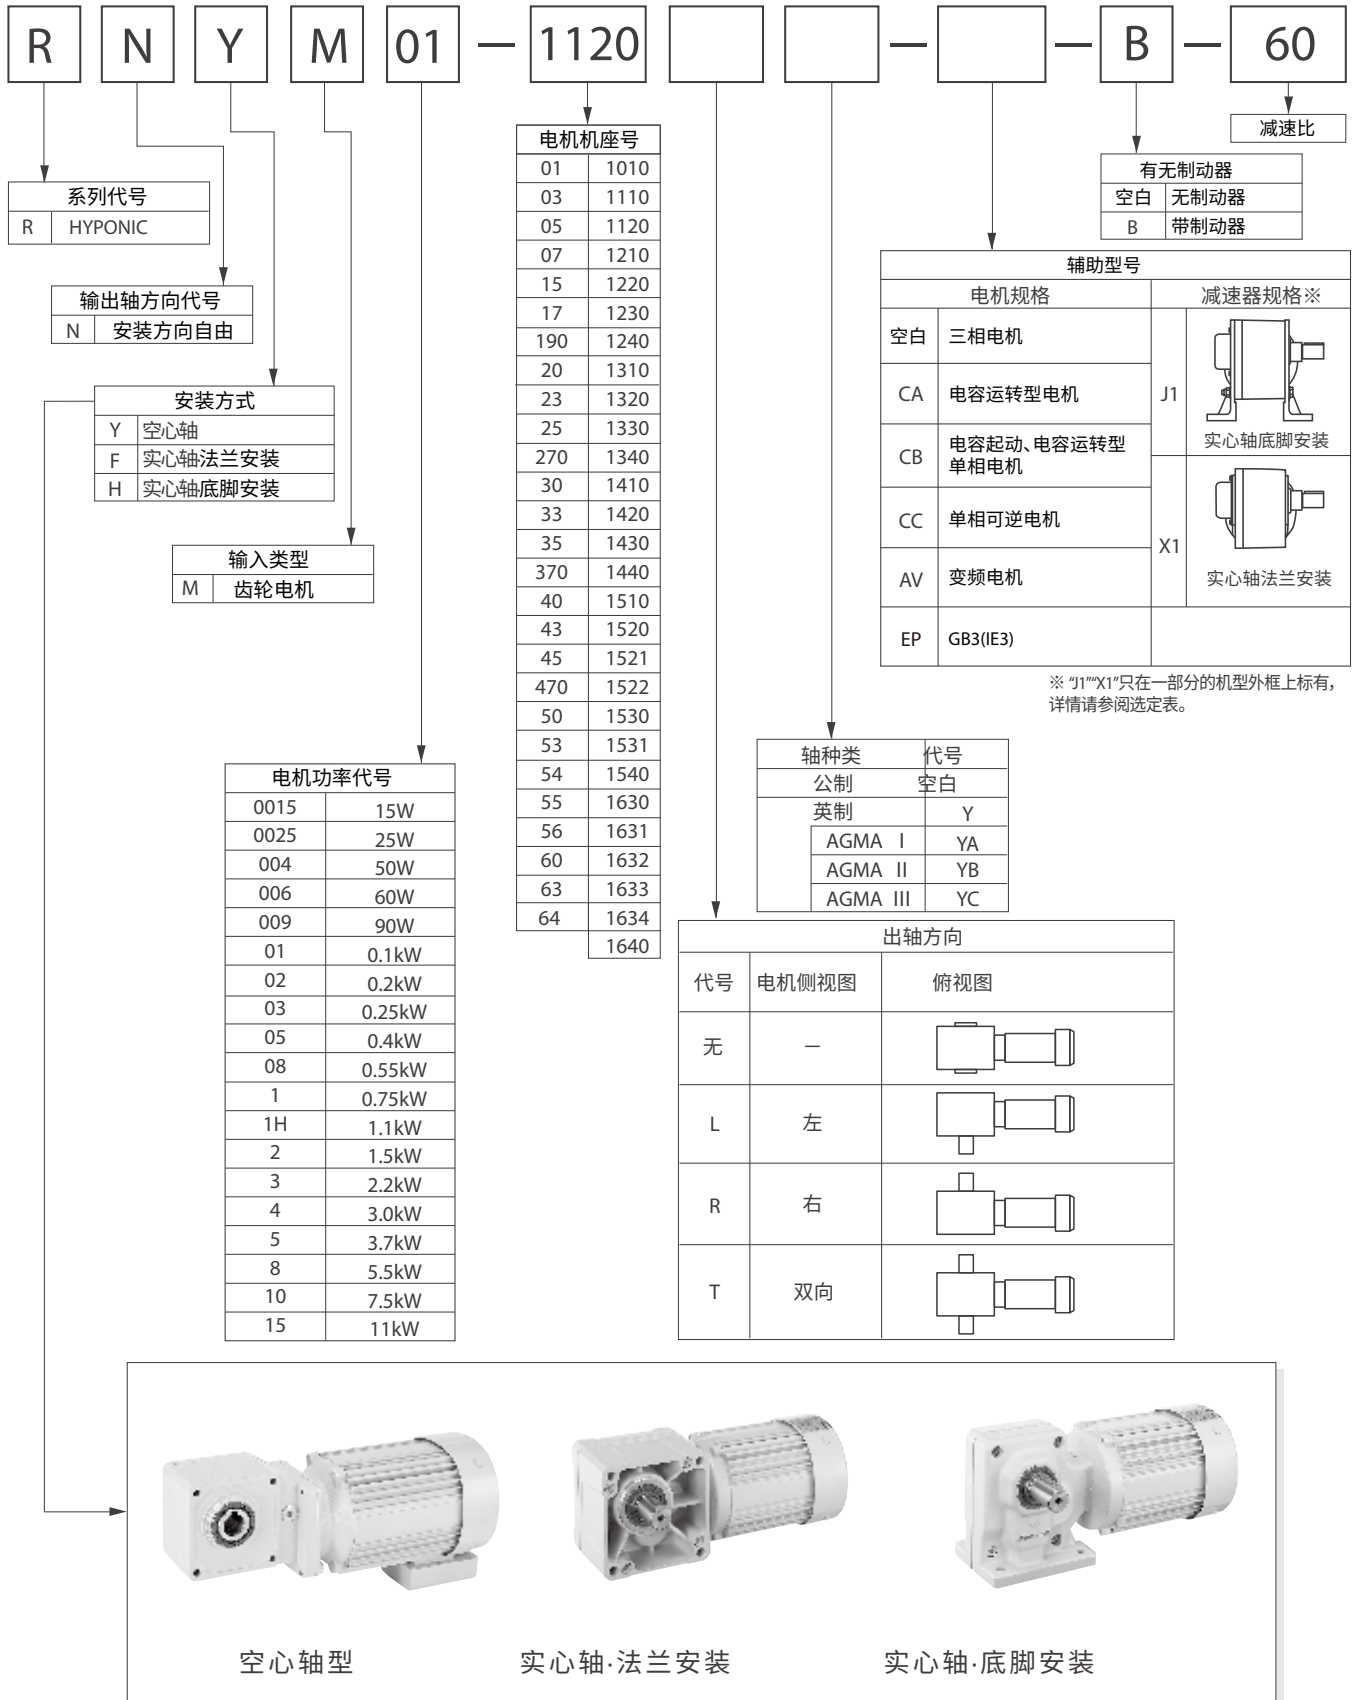 R N Y M 01 — 1120 — — B — 60
减速比
电机机座号
01 1010
03 1110
05 1120
07 1210
15 1220
17 1230
190 1240
20 1310
23 1320
25 1330
270 1340
30 1410
33 1420
35 1430
370 1440
40 1510
43 1520
45 1521
470 1522
50 1530
53 1531
54 1540
55 1630
56 1631
60 1632
63 1633
64 1634
1640
有无制动器
空白 无制动器
B 带制动器
系列代号
R HYPONIC
输出轴方向代号
N 安装方向自由
安装方式
Y 空心轴
F 实心轴法兰安装
H 实心轴底脚安装
输入类型
M 齿轮电机
辅助型号
电机规格 减速器规格※
空白 三相电机
CA 电容运转型电机
CB 电容起动、电容运转型
单相电机
CC 单相可逆电机
AV 变频电机
EP GB3(IE3)
J1
实心轴底脚安装
X1
实心轴法兰安装
※ “J1”“X1”只在一部分的机型外框上标有，
详情请参阅选定表。
轴种类 代号
公制 空白
英制 Y
AGMA I YA
AGMA II YB
AGMA III YC
电机功率代号
0015 15W
0025 25W
004 50W
006 60W
009 90W
01 0.1kW
02 0.2kW
03 0.25kW
05 0.4kW
08 0.55kW
1 0.75kW
1H 1.1kW
2 1.5kW
3 2.2kW
4 3.0kW
5 3.7kW
8 5.5kW
10 7.5kW
15 11kW
出轴方向
代号 电机侧视图 俯视图
无 －
L 左
R 右
T 双向
空心轴型
实心轴·法兰安装
实心轴·底脚安装